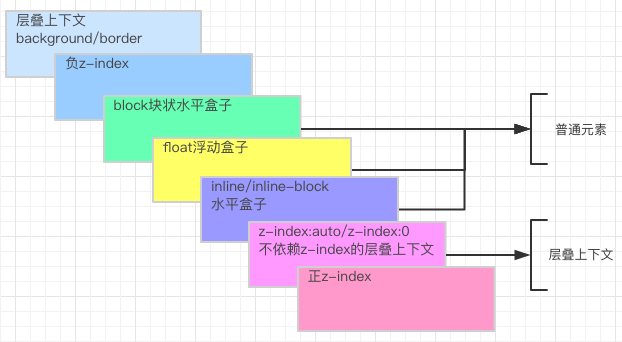 层叠上下文
background/border
负z-index
block块状水平盒子
float浮动盒子
inline/inline-block
水平盒子
z-index:auto/z-index:0
不依赖z-index的层叠上下文
正z-index
普通元素
层叠上下文